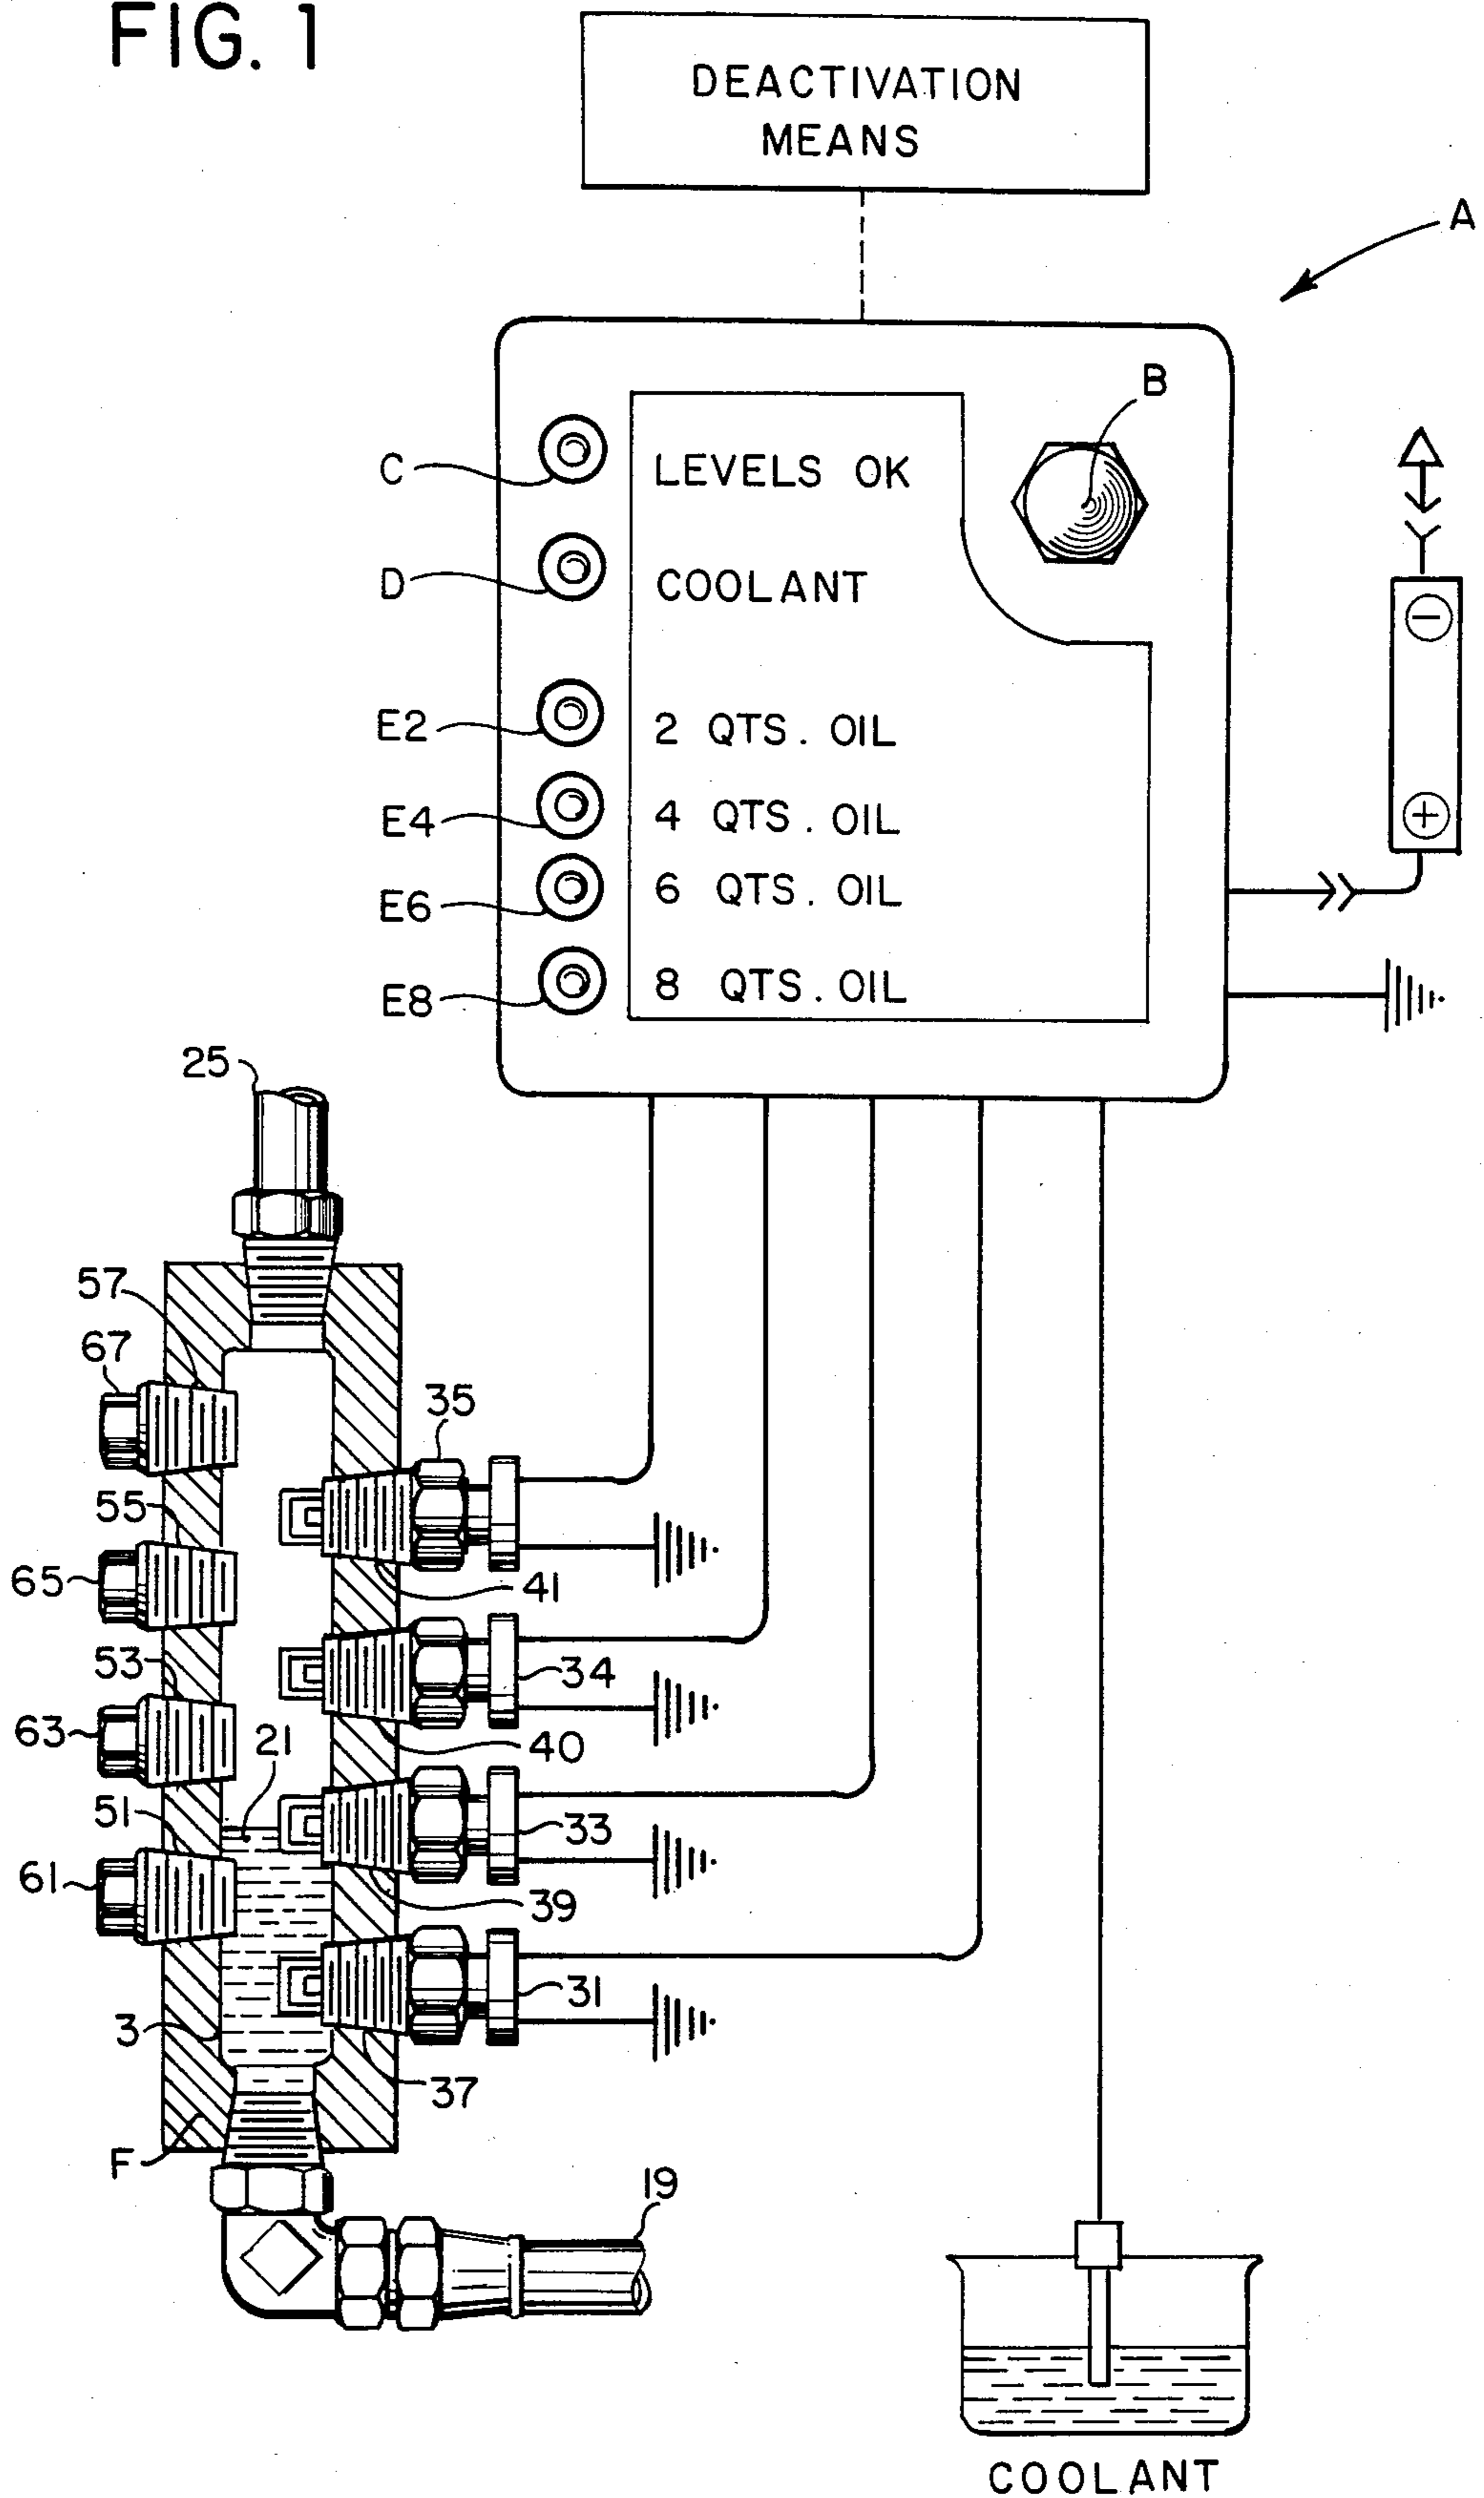 FIG. 1
DEACTIVATION
MEANS
A
B
C
LEVELS OK
D
COOLANT
E2
2 QTS. OIL
E4
4 QTS. OIL
E6
6 QTS. OIL
E8
8 QTS. OIL
−
+
25
57
67
35
55
65
41
53
34
63
21
40
51
33
61
39
31
3
37
F
19
COOLANT